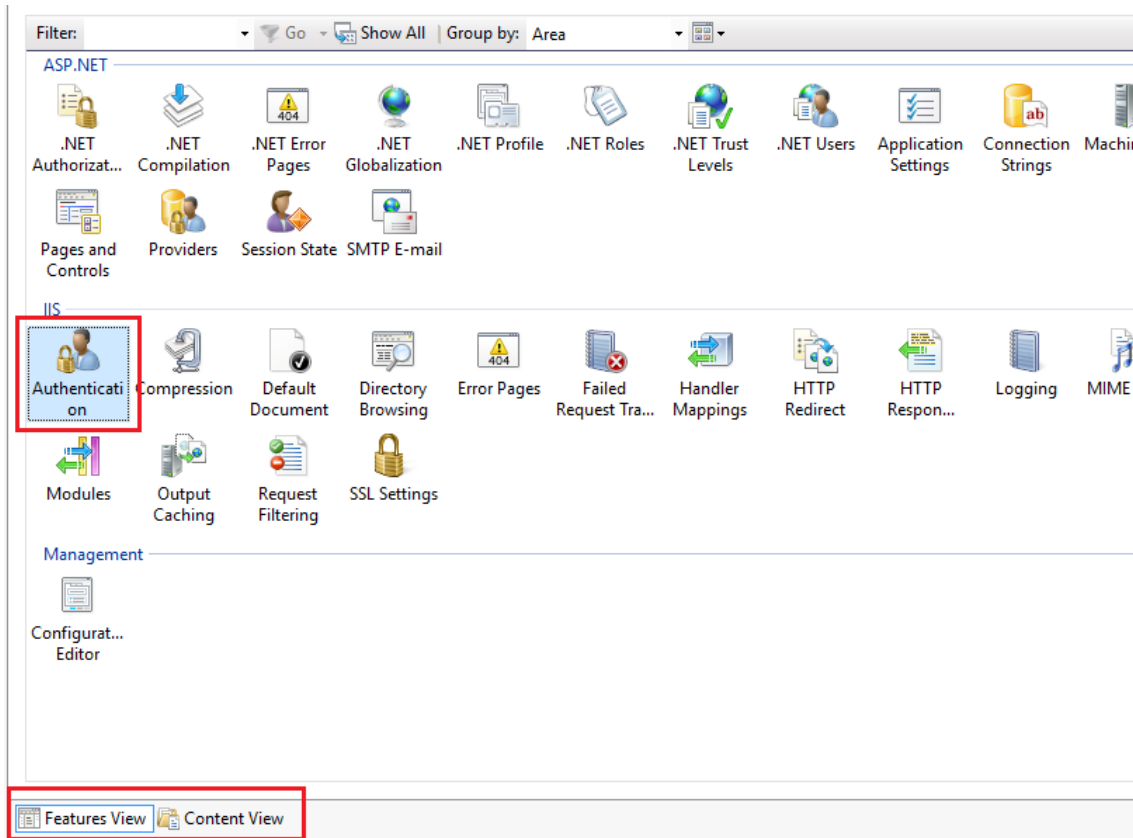 Filter: Go Show All Group by: Area
ASP.NET
404
ab
.NET .NET .NET Error .NET .NET Profile .NET Roles .NET Trust .NET Users Application Connection Machin
Authorizat... Compilation Pages Globalization Levels Settings Strings
Pages and Providers Session State SMTP E-mail
Controls
IIS
404
Authenticati Compression Default Directory Error Pages Failed Handler HTTP HTTP Logging MIME
on Document Browsing Request Tra... Mappings Redirect Respon...
Modules Output Request SSL Settings
Caching Filtering
Management
Configurat...
Editor
Features View Content View